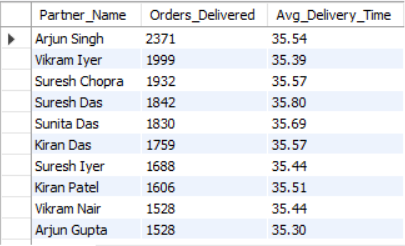 Partner_Name Orders_Delivered Avg_Delivery_Time
Arjun Singh 2371 35.54
Vikram Iyer 1999 35.39
Suresh Chopra 1932 35.57
Suresh Das 1842 35.80
Sunita Das 1830 35.69
Kiran Das 1759 35.57
Suresh Iyer 1688 35.44
Kiran Patel 1606 35.51
Vikram Nair 1528 35.44
Arjun Gupta 1528 35.30